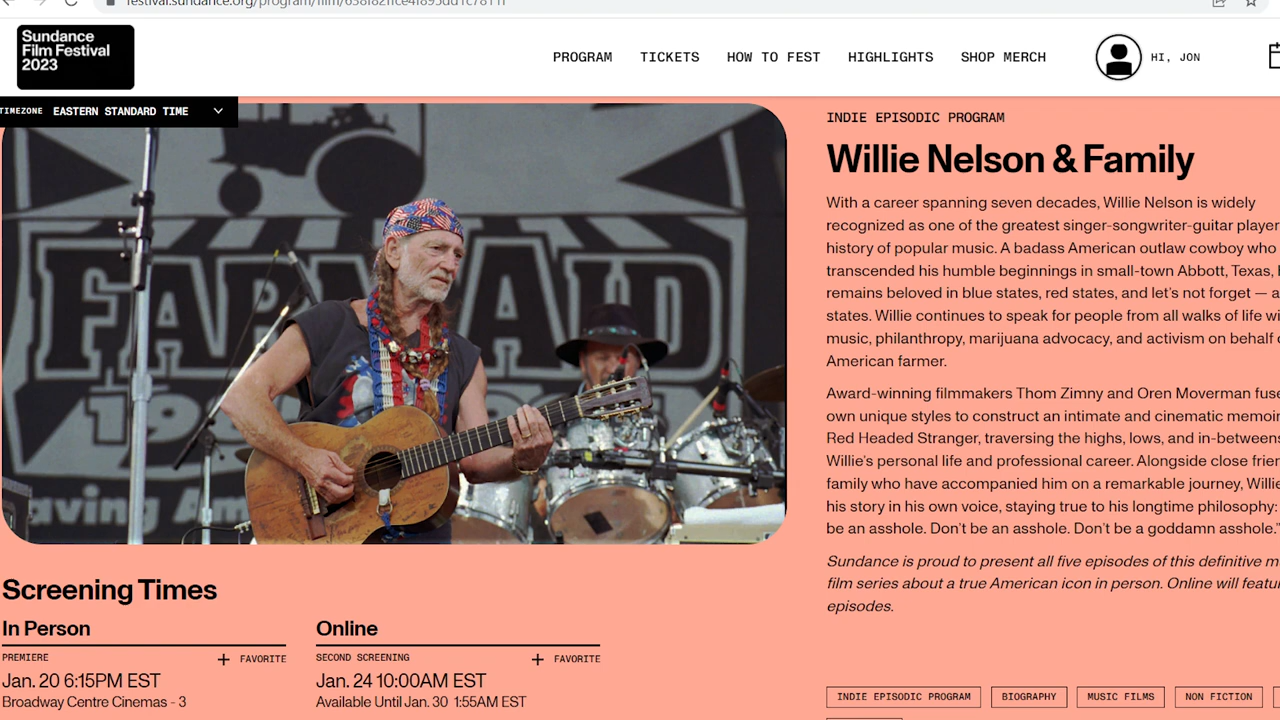 festival.sundance.org/program/film/
Sundance
Film Festival
2023
PROGRAM
TICKETS
HOW TO FEST
HIGHLIGHTS
SHOP MERCH
HI, JON
TIMEZONE EASTERN STANDARD TIME
FARM AID
aving Am
INDIE EPISODIC PROGRAM
Willie Nelson & Family
With a career spanning seven decades, Willie Nelson is widely
recognized as one of the greatest singer-songwriter-guitar player
history of popular music. A badass American outlaw cowboy who
transcended his humble beginnings in small-town Abbott, Texas,
remains beloved in blue states, red states, and let's not forget — a
states. Willie continues to speak for people from all walks of life wi
music, philanthropy, marijuana advocacy, and activism on behalf
American farmer.
Award-winning filmmakers Thom Zimny and Oren Moverman fuse
own unique styles to construct an intimate and cinematic memoir
Red Headed Stranger, traversing the highs, lows, and in-betweens
Willie's personal life and professional career. Alongside close frien
family who have accompanied him on a remarkable journey, Willie
his story in his own voice, staying true to his longtime philosophy:
be an asshole. Don't be an asshole. Don't be a goddamn asshole."
Sundance is proud to present all five episodes of this definitive m
film series about a true American icon in person. Online will featu
episodes.
Screening Times
In Person
PREMIERE
+ FAVORITE
Jan. 20 6:15PM EST
Broadway Centre Cinemas - 3
Online
SECOND SCREENING
+ FAVORITE
Jan. 24 10:00AM EST
Available Until Jan. 30 1:55AM EST
INDIE EPISODIC PROGRAM
BIOGRAPHY
MUSIC FILMS
NON FICTION